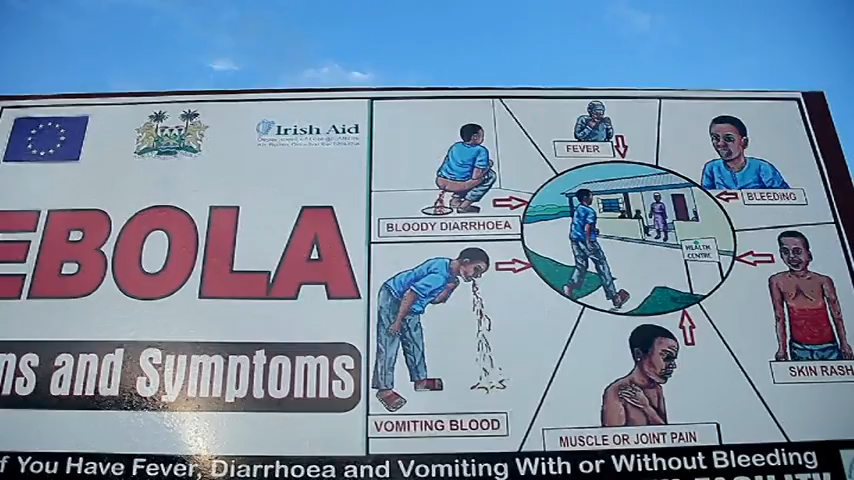 Irish Aid
EBOLA
ns and Symptoms
FEVER
BLEEDING
BLOODY DIARRHOEA
HEALTH
CENTRE
SKIN RASH
VOMITING BLOOD
MUSCLE OR JOINT PAIN
f You Have Fever, Diarrhoea and Vomiting With or Without Bleeding